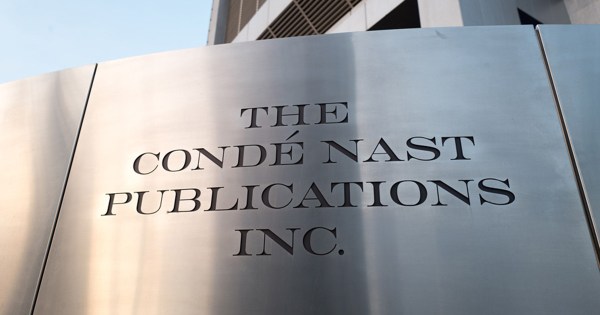 THE
CONDÉ NAST
PUBLICATIONS
INC.